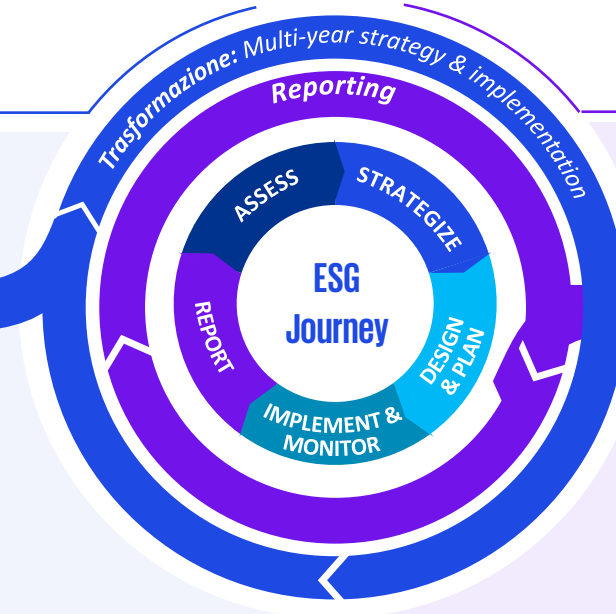 Trasformazione: Multi-year strategy & implementation
Reporting
ASSESS
STRATEGIZE
DESIGN
& PLAN
IMPLEMENT &
MONITOR
REPORT
ESG
Journey